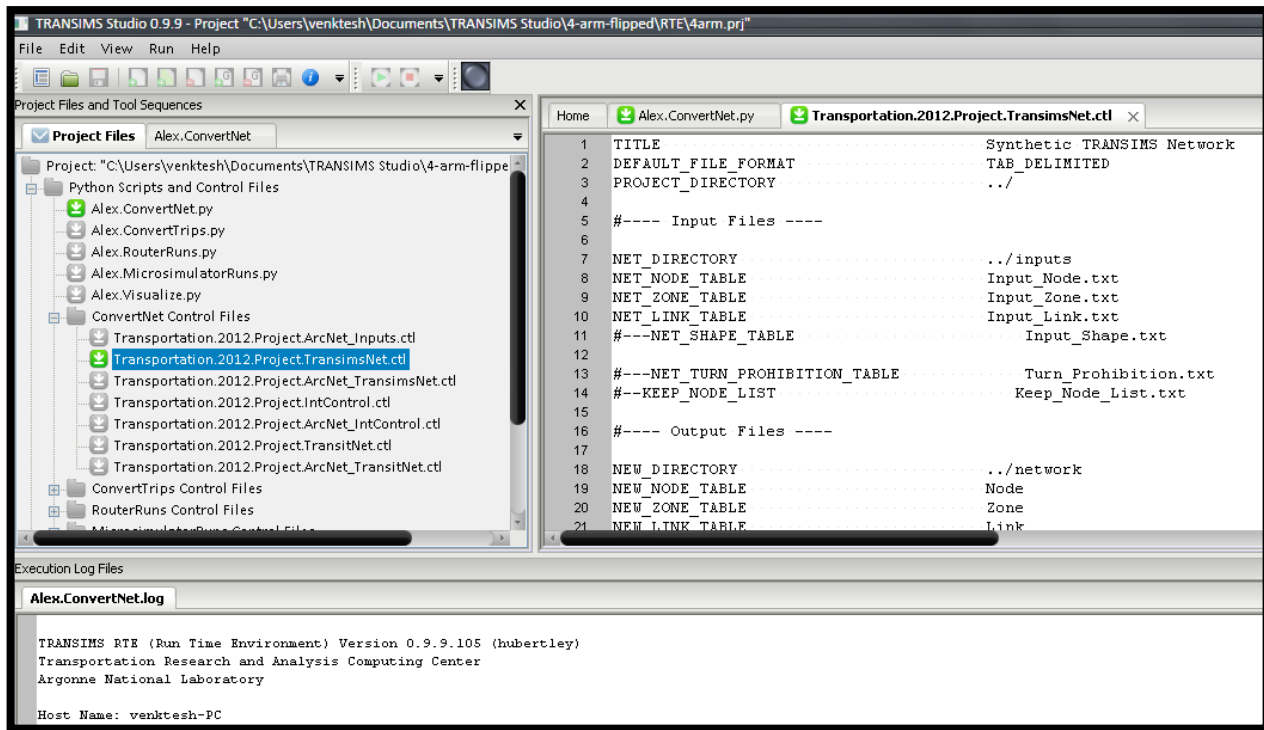 TRANSIMS Studio 0.9.9 - Project "C:\Users\venktesh\Documents\TRANSIMS Studio\4-arm-flipped\RTE\4arm.prj"
File Edit View Run Help
Project Files and Tool Sequences
Project Files Alex.ConvertNet
Project: "C:\Users\venktesh\Documents\TRANSIMS Studio\4-arm-flippe
Python Scripts and Control Files
Alex.ConvertNet.py
Alex.ConvertTrips.py
Alex.RouterRuns.py
Alex.MicrosimulatorRuns.py
Alex.Visualize.py
ConvertNet Control Files
Transportation.2012.Project.ArcNet_Inputs.ctl
Transportation.2012.Project.TransimsNet.ctl
Transportation.2012.Project.ArcNet_TransimsNet.ctl
Transportation.2012.Project.IntControl.ctl
Transportation.2012.Project.ArcNet_IntControl.ctl
Transportation.2012.Project.TransitNet.ctl
Transportation.2012.Project.ArcNet_TransitNet.ctl
ConvertTrips Control Files
RouterRuns Control Files
MicrosimulatorRuns Control Files
Home Alex.ConvertNet.py Transportation.2012.Project.TransimsNet.ctl
1 TITLE Synthetic TRANSIMS Network
2 DEFAULT_FILE_FORMAT TAB_DELIMITED
3 PROJECT_DIRECTORY ../
4
5 #---- Input Files ----
6
7 NET_DIRECTORY ../inputs
8 NET_NODE_TABLE Input_Node.txt
9 NET_ZONE_TABLE Input_Zone.txt
10 NET_LINK_TABLE Input_Link.txt
11 #---NET_SHAPE_TABLE Input_Shape.txt
12
13 #---NET_TURN_PROHIBITION_TABLE Turn_Prohibition.txt
14 #--KEEP_NODE_LIST Keep_Node_List.txt
15
16 #---- Output Files ----
17
18 NEW_DIRECTORY ../network
19 NEW_NODE_TABLE Node
20 NEW_ZONE_TABLE Zone
21 NEW_LINK_TABLE Link
Execution Log Files
Alex.ConvertNet.log
TRANSIMS RTE (Run Time Environment) Version 0.9.9.105 (hubertley)
Transportation Research and Analysis Computing Center
Argonne National Laboratory
Host Name: venktesh-PC